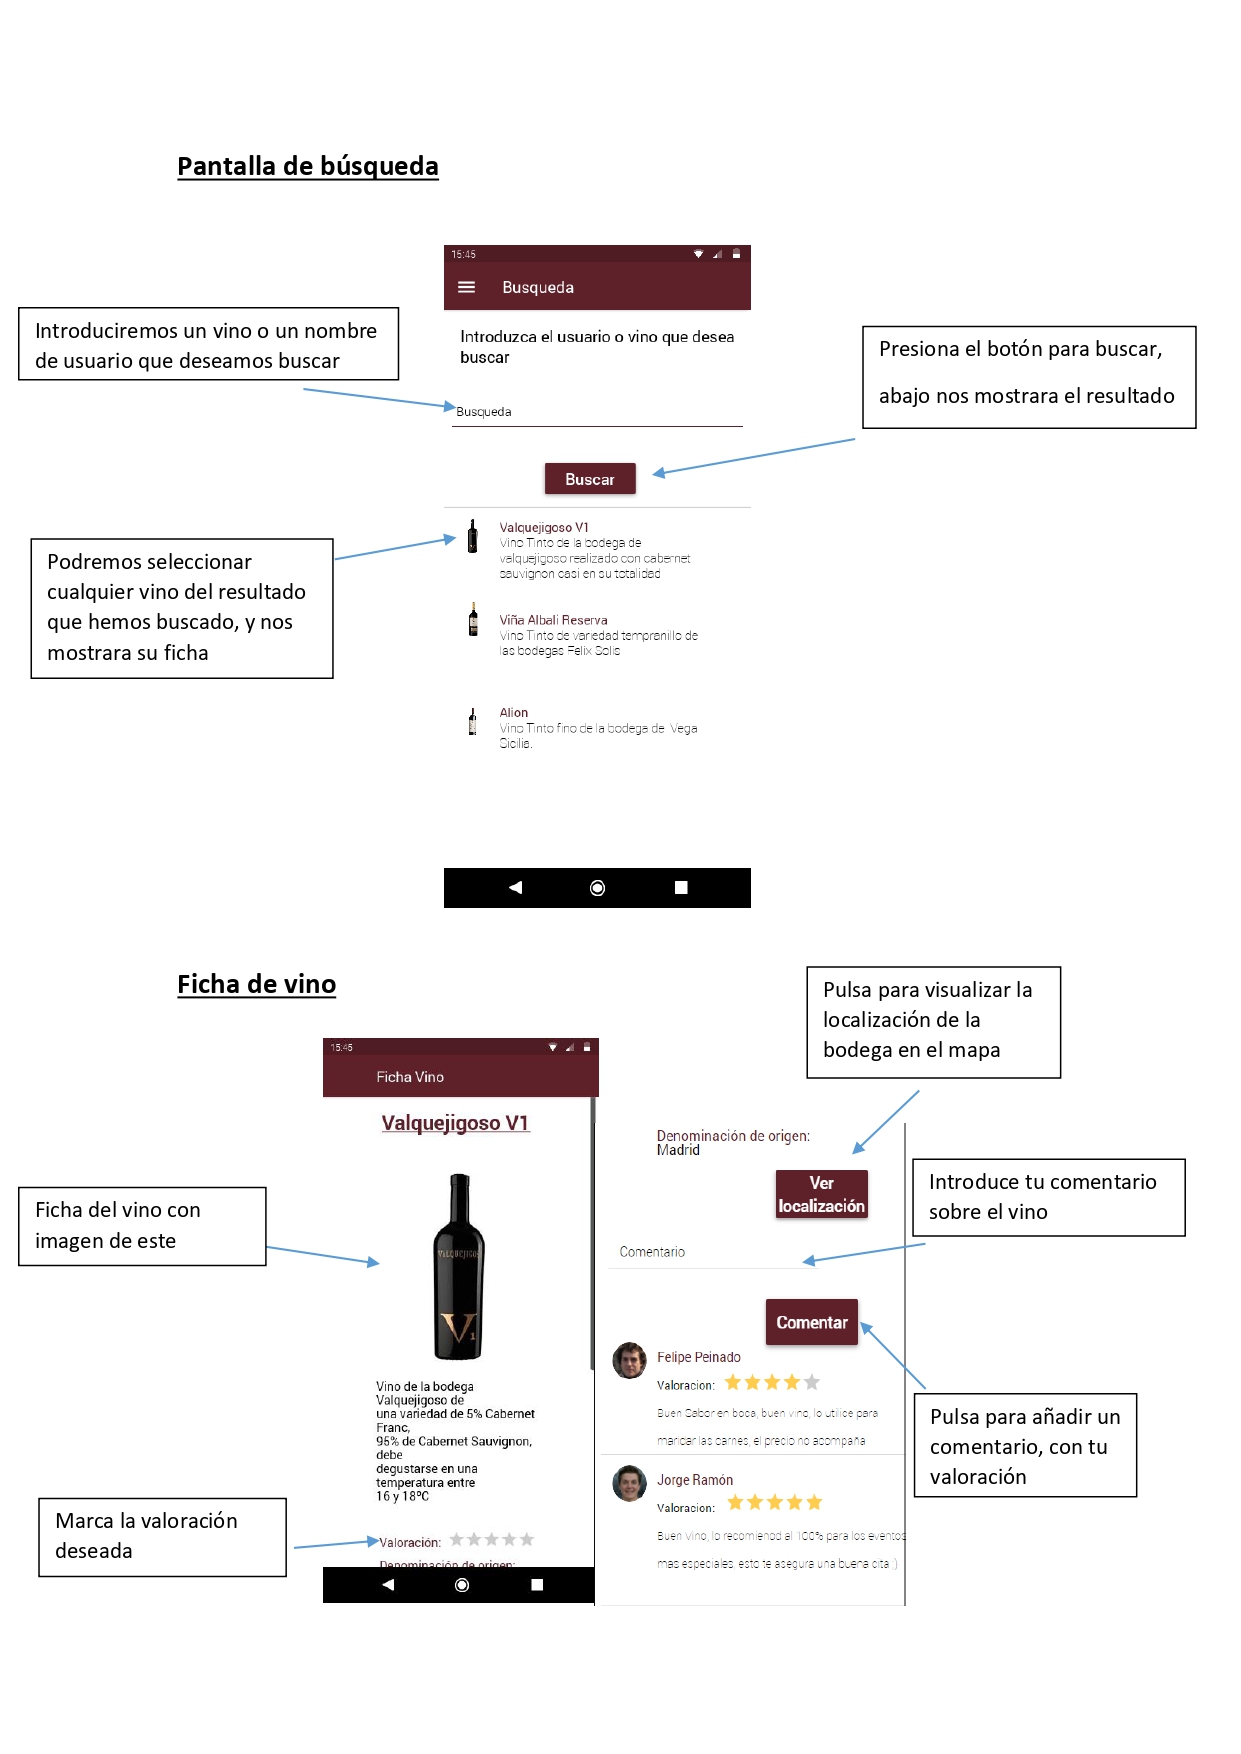 Pantalla de búsqueda
15:45
Busqueda
Introduciremos un vino o un nombre
de usuario que deseamos buscar
Introduzca el usuario o vino que desea
buscar
Presiona el botón para buscar,
abajo nos mostrara el resultado
Busqueda
Buscar
Podremos seleccionar
cualquier vino del resultado
que hemos buscado, y nos
mostrara su ficha
Valquejigoso V1
Vino Tinto de la bodega de
valquejigoso realizado con cabernet
sauvignon casi en su totalidad
Viña Albali Reserva
Vino Tinto de variedad tempranillo de
las bodegas Felix Solis
Alion
Vino Tinto fino de la bodega de Vega
Sicilia.
Ficha de vino
Pulsa para visualizar la
localización de la
bodega en el mapa
15:45
Ficha Vino
Valquejigoso V1
Ficha del vino con
imagen de este
VALQUEJIGOSO
V1
Vino de la bodega
Valquejigoso de
una variedad de 5% Cabernet
Franc,
95% de Cabernet Sauvignon,
debe
degustarse en una
temperatura entre
16 y 18ºC
Marca la valoración
deseada
Valoración:
Denominación de origen:
Denominación de origen:
Madrid
Ver
localización
Introduce tu comentario
sobre el vino
Comentario
Comentar
Pulsa para añadir un
comentario, con tu
valoración
Felipe Peinado
Valoracion:
Buen Sabor en boca, buen vino, lo utilice para
maridar las carnes, el precio no acompaña
Jorge Ramón
Valoracion:
Buen Vino, lo recomienod al 100% para los eventos
mas especiales, esto te asegura una buena cita ;)